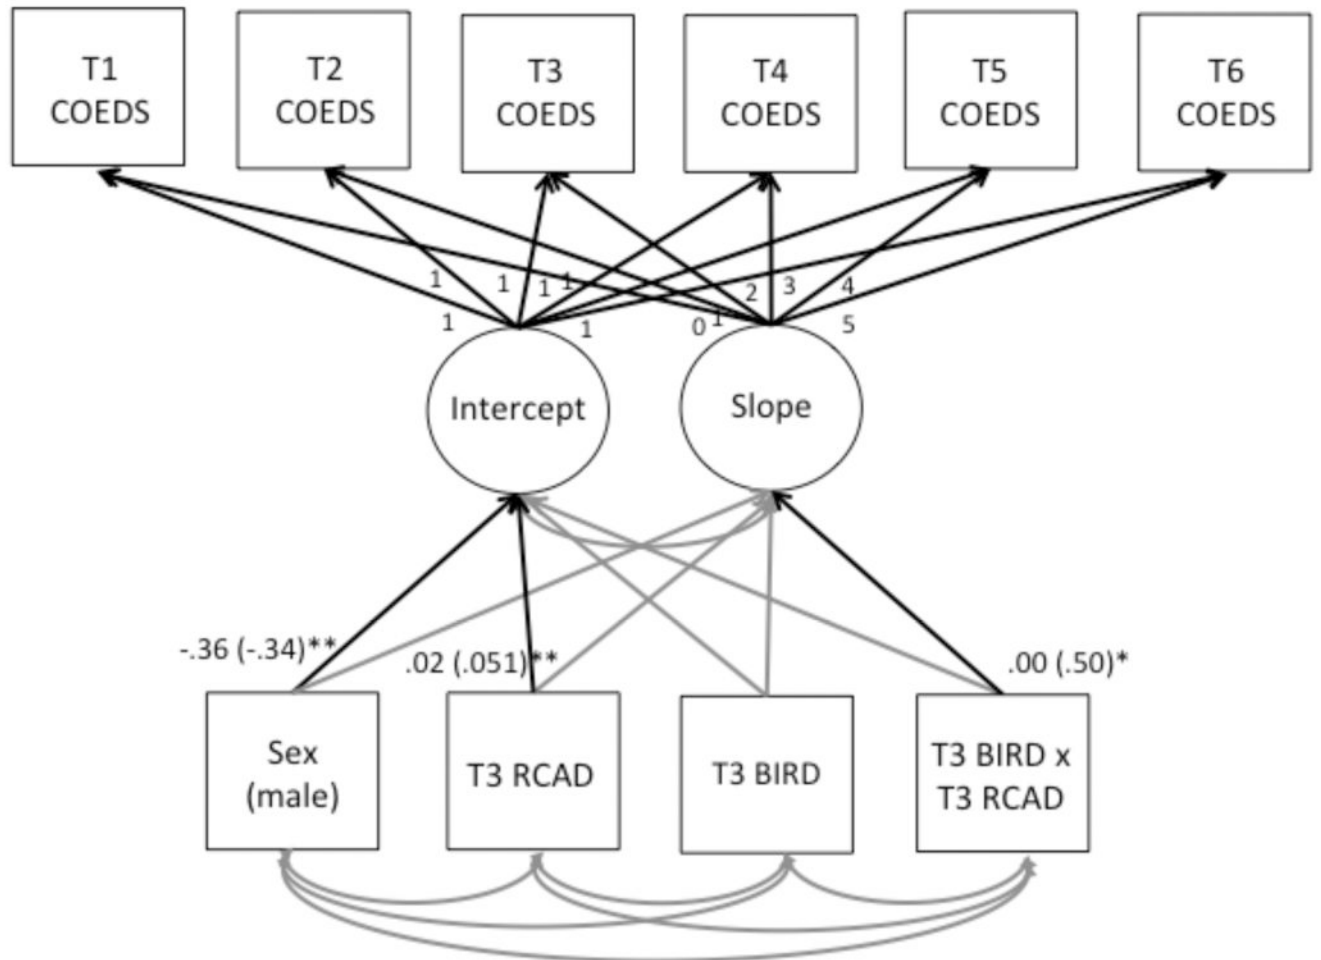 T1
COEDS
T2
COEDS
T3
COEDS
T4
COEDS
T5
COEDS
T6
COEDS
1
1
1
1
1
1
0
1
2
3
4
5
Intercept
Slope
-.36 (-.34)**
.02 (.051)**
.00 (.50)*
Sex
(male)
T3 RCAD
T3 BIRD
T3 BIRD x
T3 RCAD